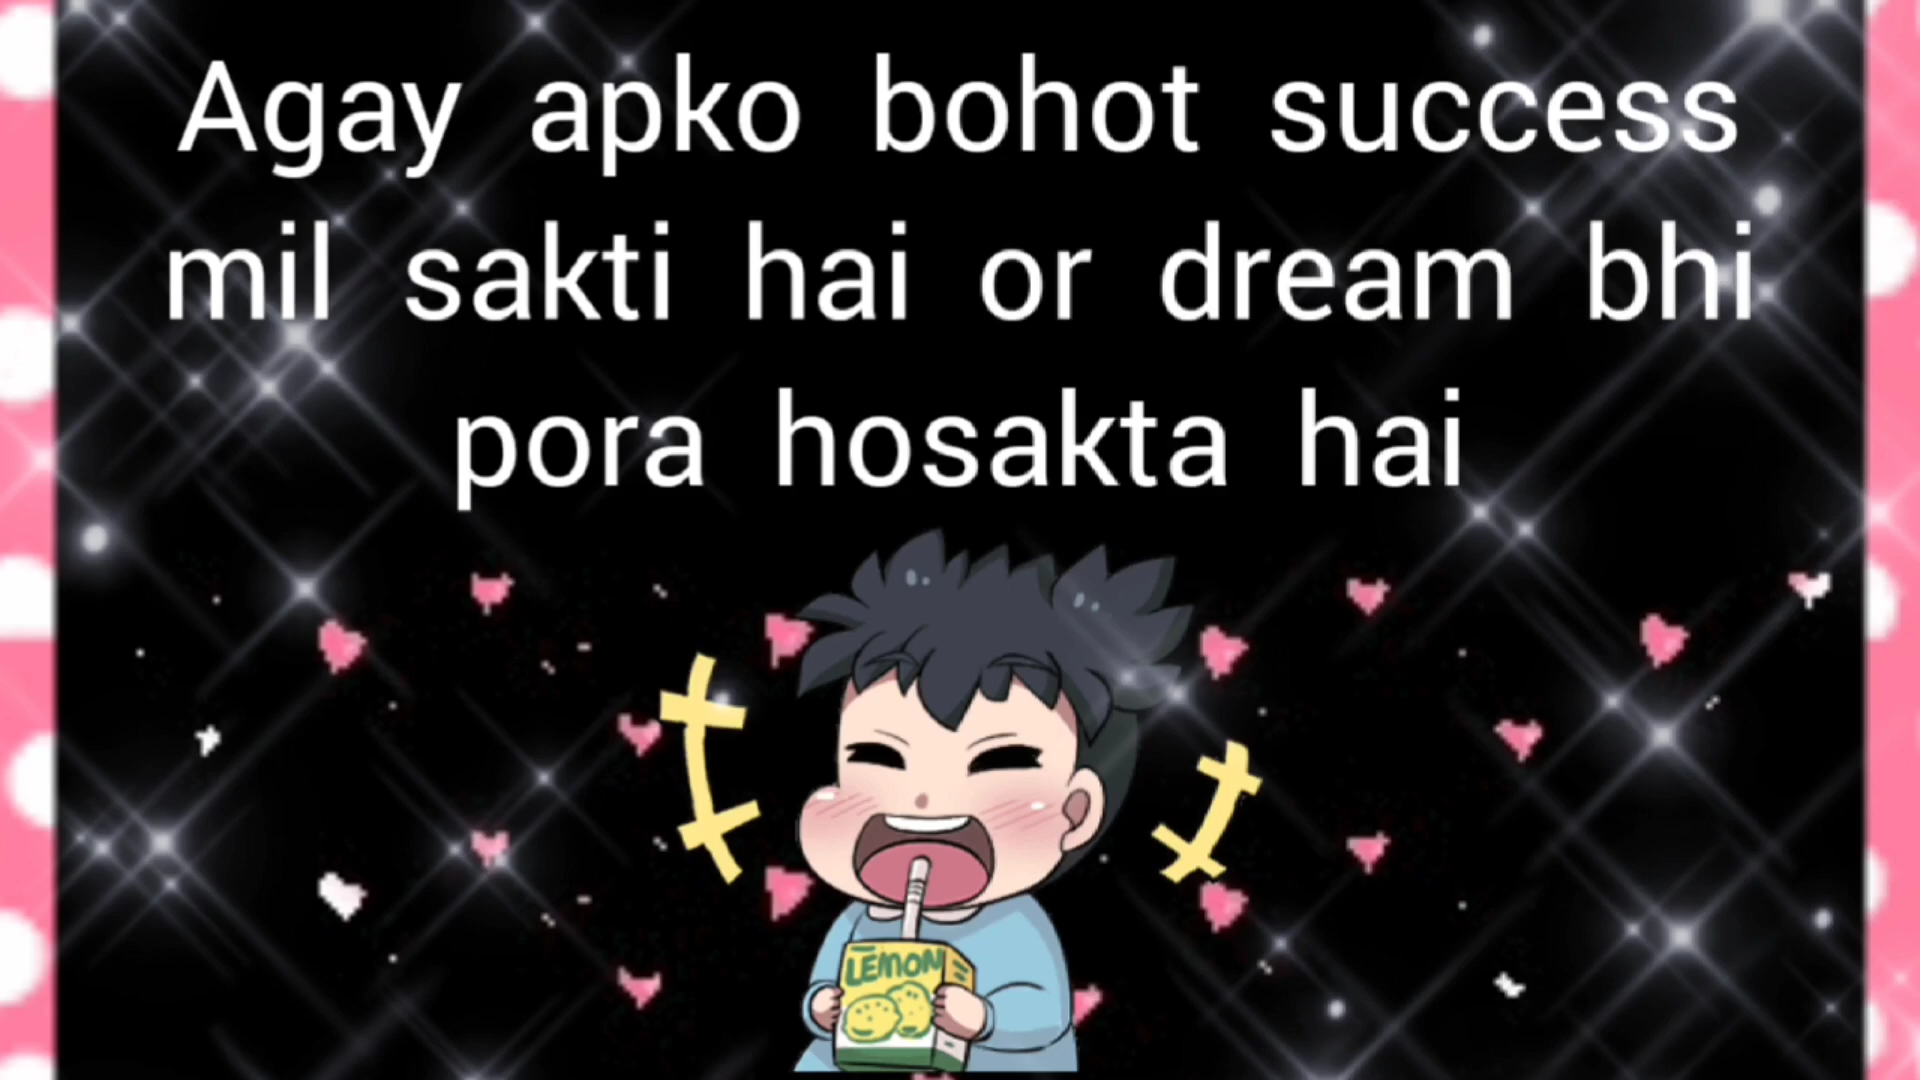 Agay apko bohot success
mil sakti hai or dream bhi
pora hosakta hai
LEMON